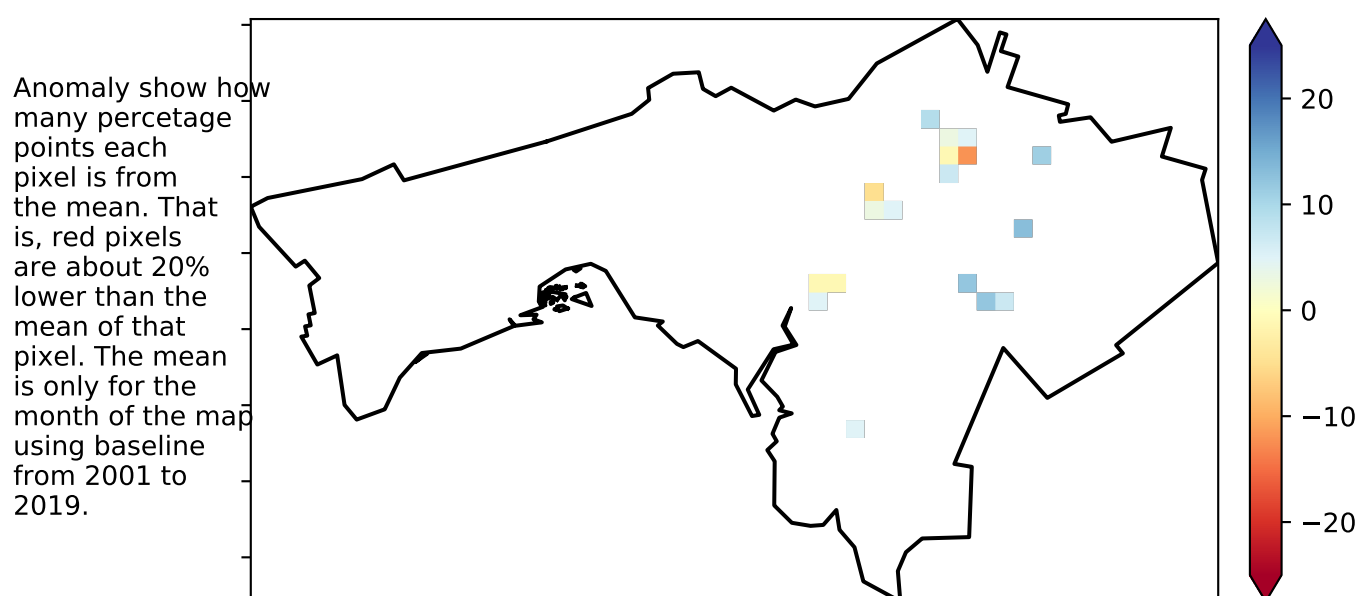 Anomaly show how
many percetage
points each
pixel is from
the mean. That
is, red pixels
are about 20%
lower than the
mean of that
pixel. The mean
is only for the
month of the map
using baseline
from 2001 to
2019.
20
10
0
−10
−20